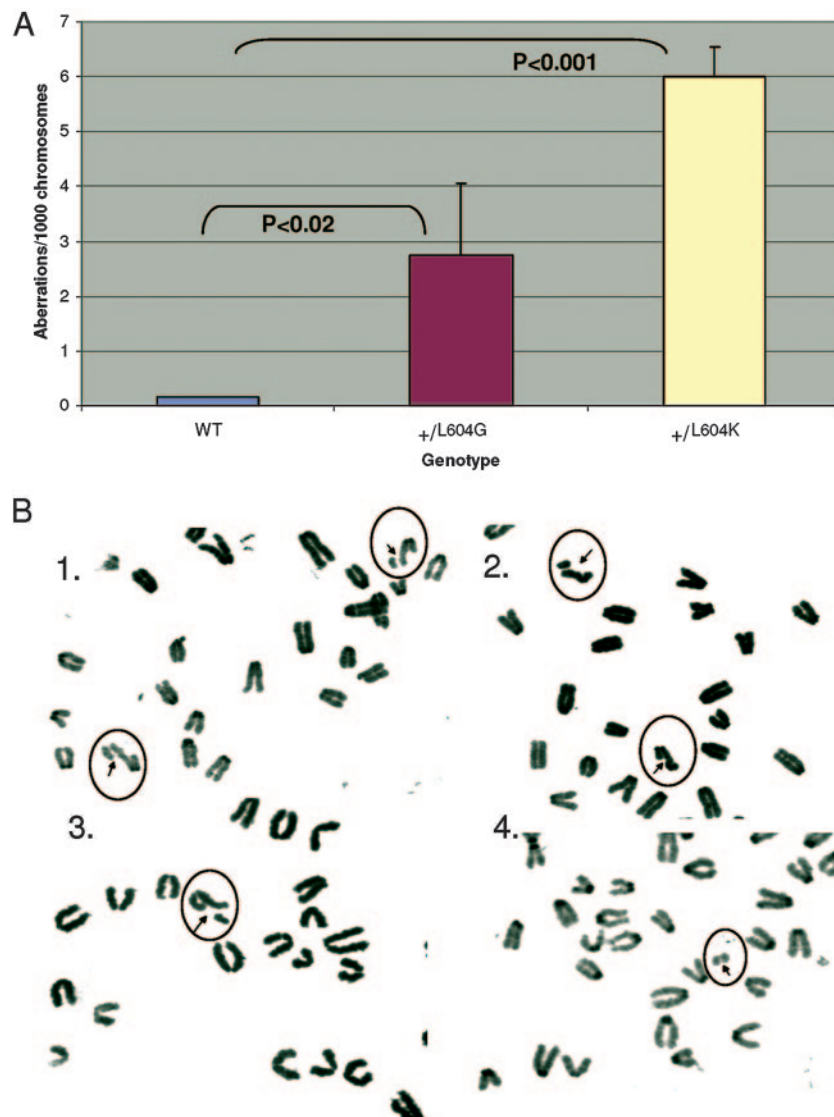 A
7
6
5
4
3
2
1
0
Aberrations/1000 chromosomes
P<0.001
P<0.02
WT
+/L604G
+/L604K
Genotype
B
1.
2.
3.
4.